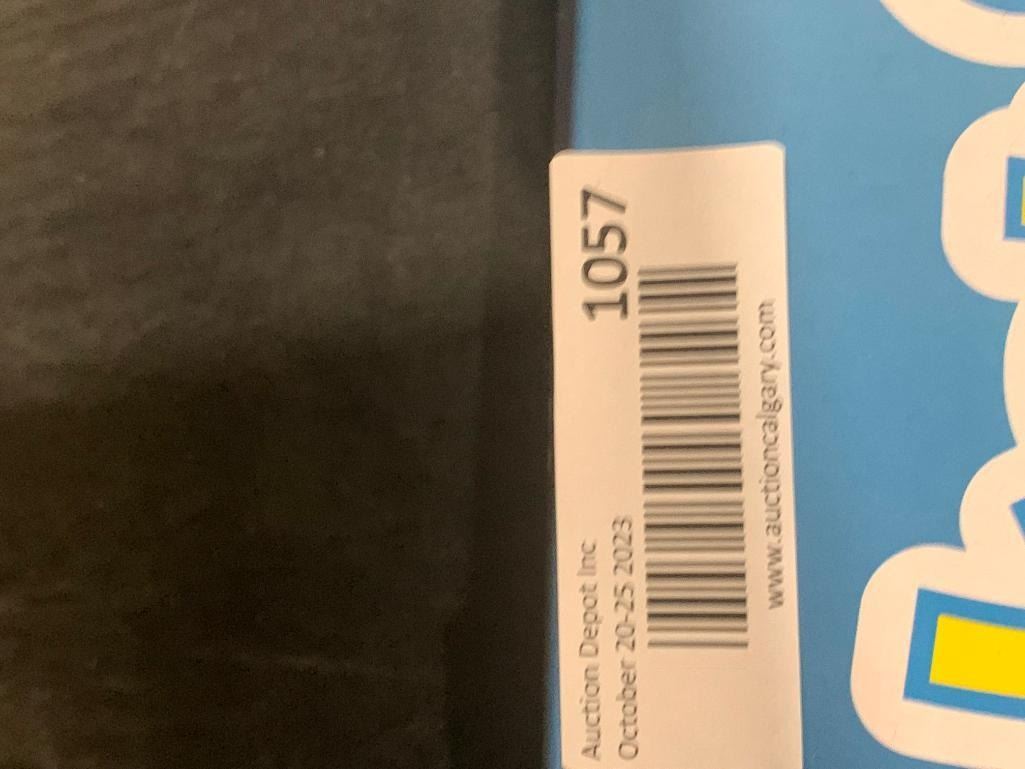 Auction Depot Inc
October 20-25 2023
1057
www.auctioncalgary.com